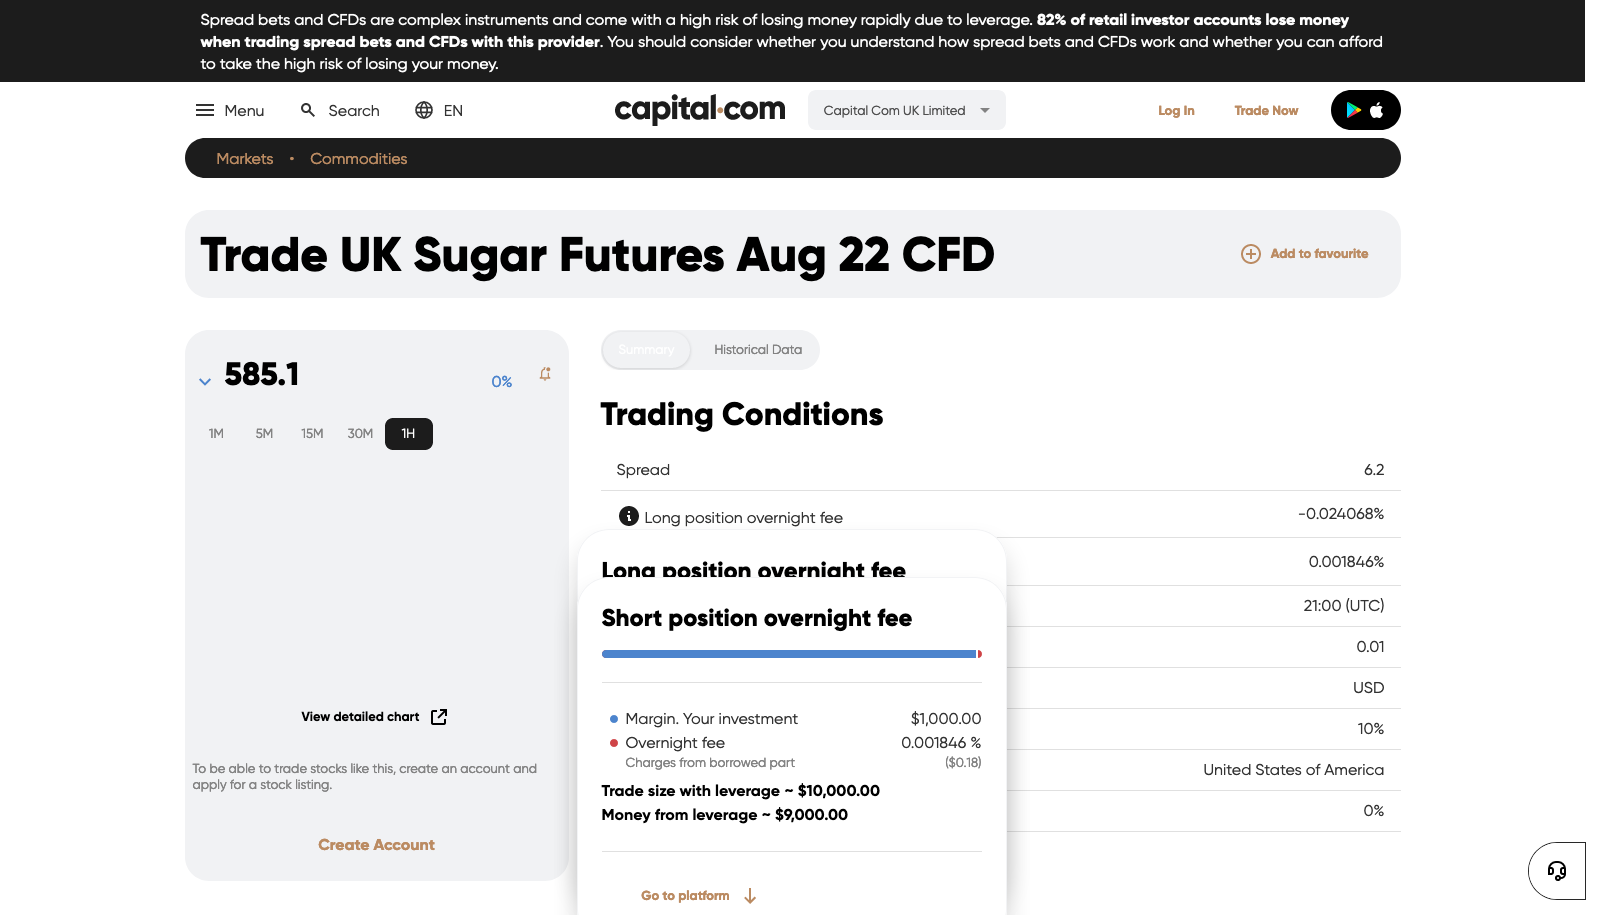 Spread bets and CFDs are complex instruments and come with a high risk of losing money rapidly due to leverage. 82% of retail investor accounts lose money
when trading spread bets and CFDs with this provider. You should consider whether you understand how spread bets and CFDs work and whether you can afford
to take the high risk of losing your money.
Menu Search EN capital.com Capital Com UK Limited Log In Trade Now
Markets • Commodities
Trade UK Sugar Futures Aug 22 CFD Add to favourite
585.1 0%
1M 5M 15M 30M 1H
View detailed chart
To be able to trade stocks like this, create an account and
apply for a stock listing.
Create Account
Summary Historical Data
Trading Conditions
Spread 6.2
Long position overnight fee -0.024068%
0.001846%
21:00 (UTC)
0.01
USD
10%
United States of America
0%
Long position overnight fee
Short position overnight fee
Margin. Your investment $1,000.00
Overnight fee 0.001846 %
Charges from borrowed part ($0.18)
Trade size with leverage ~ $10,000.00
Money from leverage ~ $9,000.00
Go to platform